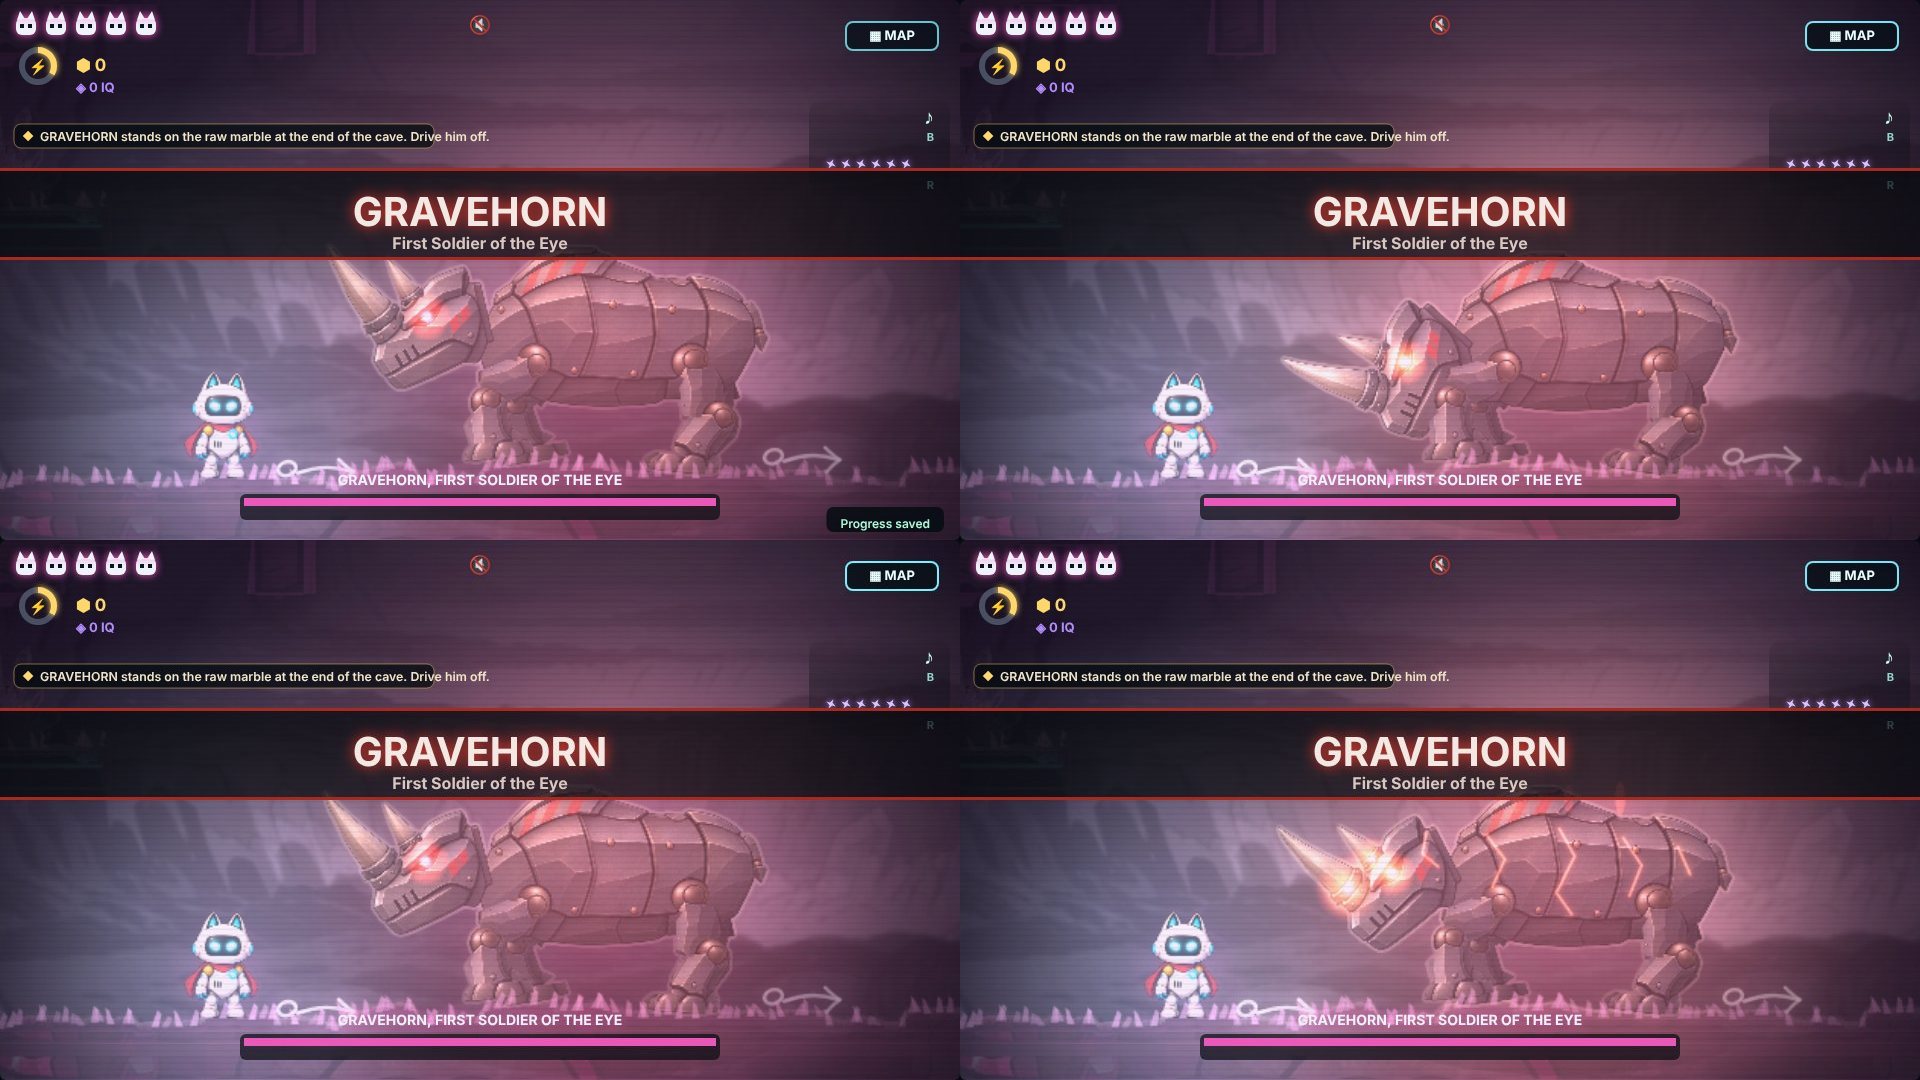 MAP
MAP
0
0
0 IQ
0 IQ
GRAVEHORN stands on the raw marble at the end of the cave. Drive him off.
B
GRAVEHORN stands on the raw marble at the end of the cave. Drive him off.
B
R
R
GRAVEHORN
First Soldier of the Eye
GRAVEHORN
First Soldier of the Eye
GRAVEHORN, FIRST SOLDIER OF THE EYE
GRAVEHORN, FIRST SOLDIER OF THE EYE
Progress saved
MAP
MAP
0
0
0 IQ
0 IQ
GRAVEHORN stands on the raw marble at the end of the cave. Drive him off.
B
GRAVEHORN stands on the raw marble at the end of the cave. Drive him off.
B
R
R
GRAVEHORN
First Soldier of the Eye
GRAVEHORN
First Soldier of the Eye
GRAVEHORN, FIRST SOLDIER OF THE EYE
GRAVEHORN, FIRST SOLDIER OF THE EYE